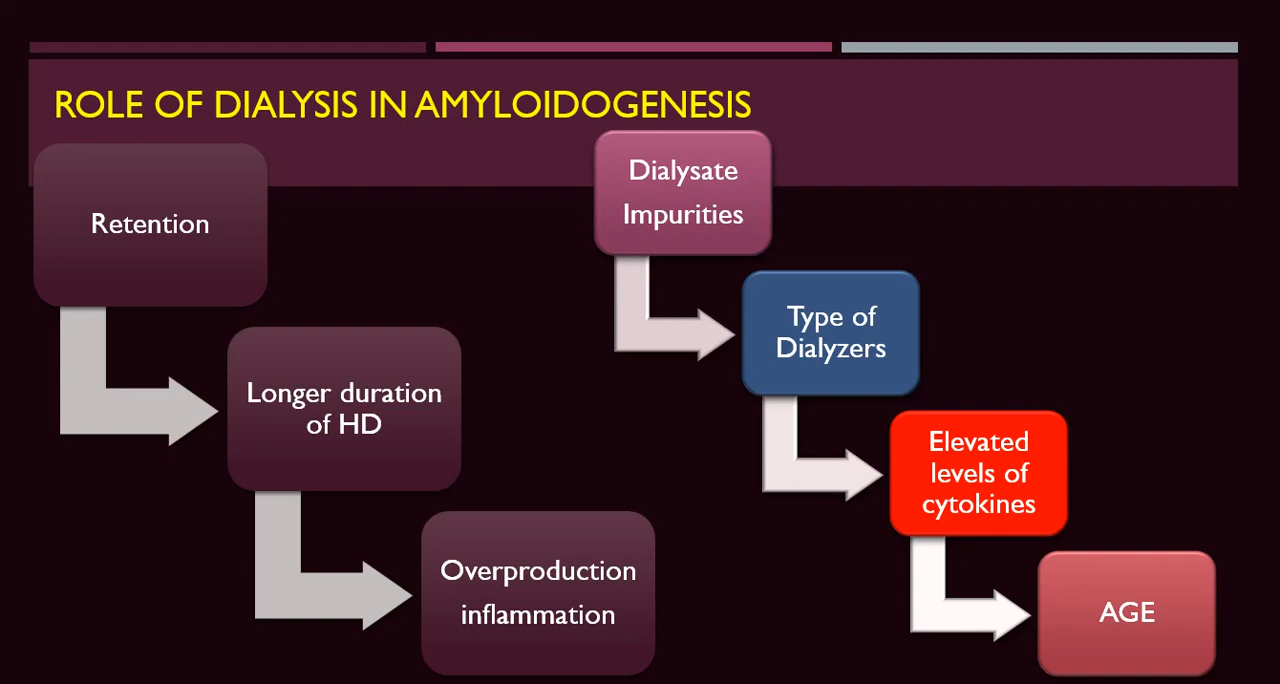 ROLE OF DIALYSIS IN AMYLOIDOGENESIS
Retention
Longer duration
of HD
Overproduction
inflammation
Dialysate
Impurities
Type of
Dialyzers
Elevated
levels of
cytokines
AGE